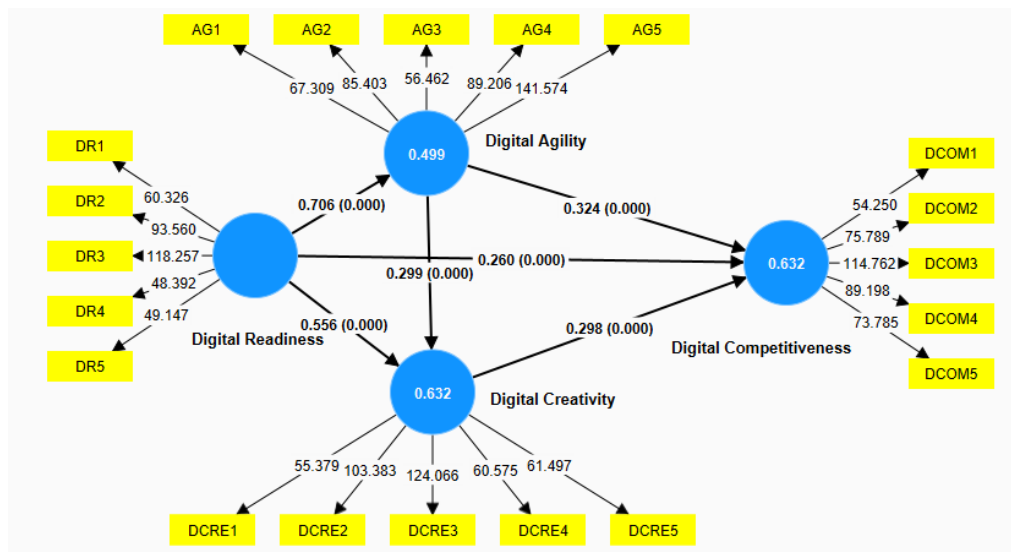 AG1
AG2
AG3
AG4
AG5
67.309
85.403
56.462
89.206
141.574
0.499
Digital Agility
DR1
DR2
DR3
DR4
DR5
60.326
93.560
118.257
48.392
49.147
Digital Readiness
0.706 (0.000)
0.324 (0.000)
0.260 (0.000)
0.299 (0.000)
0.556 (0.000)
0.298 (0.000)
0.632
Digital Competitiveness
54.250
75.789
114.762
89.198
73.785
DCOM1
DCOM2
DCOM3
DCOM4
DCOM5
0.632
Digital Creativity
55.379
103.383
124.066
60.575
61.497
DCRE1
DCRE2
DCRE3
DCRE4
DCRE5